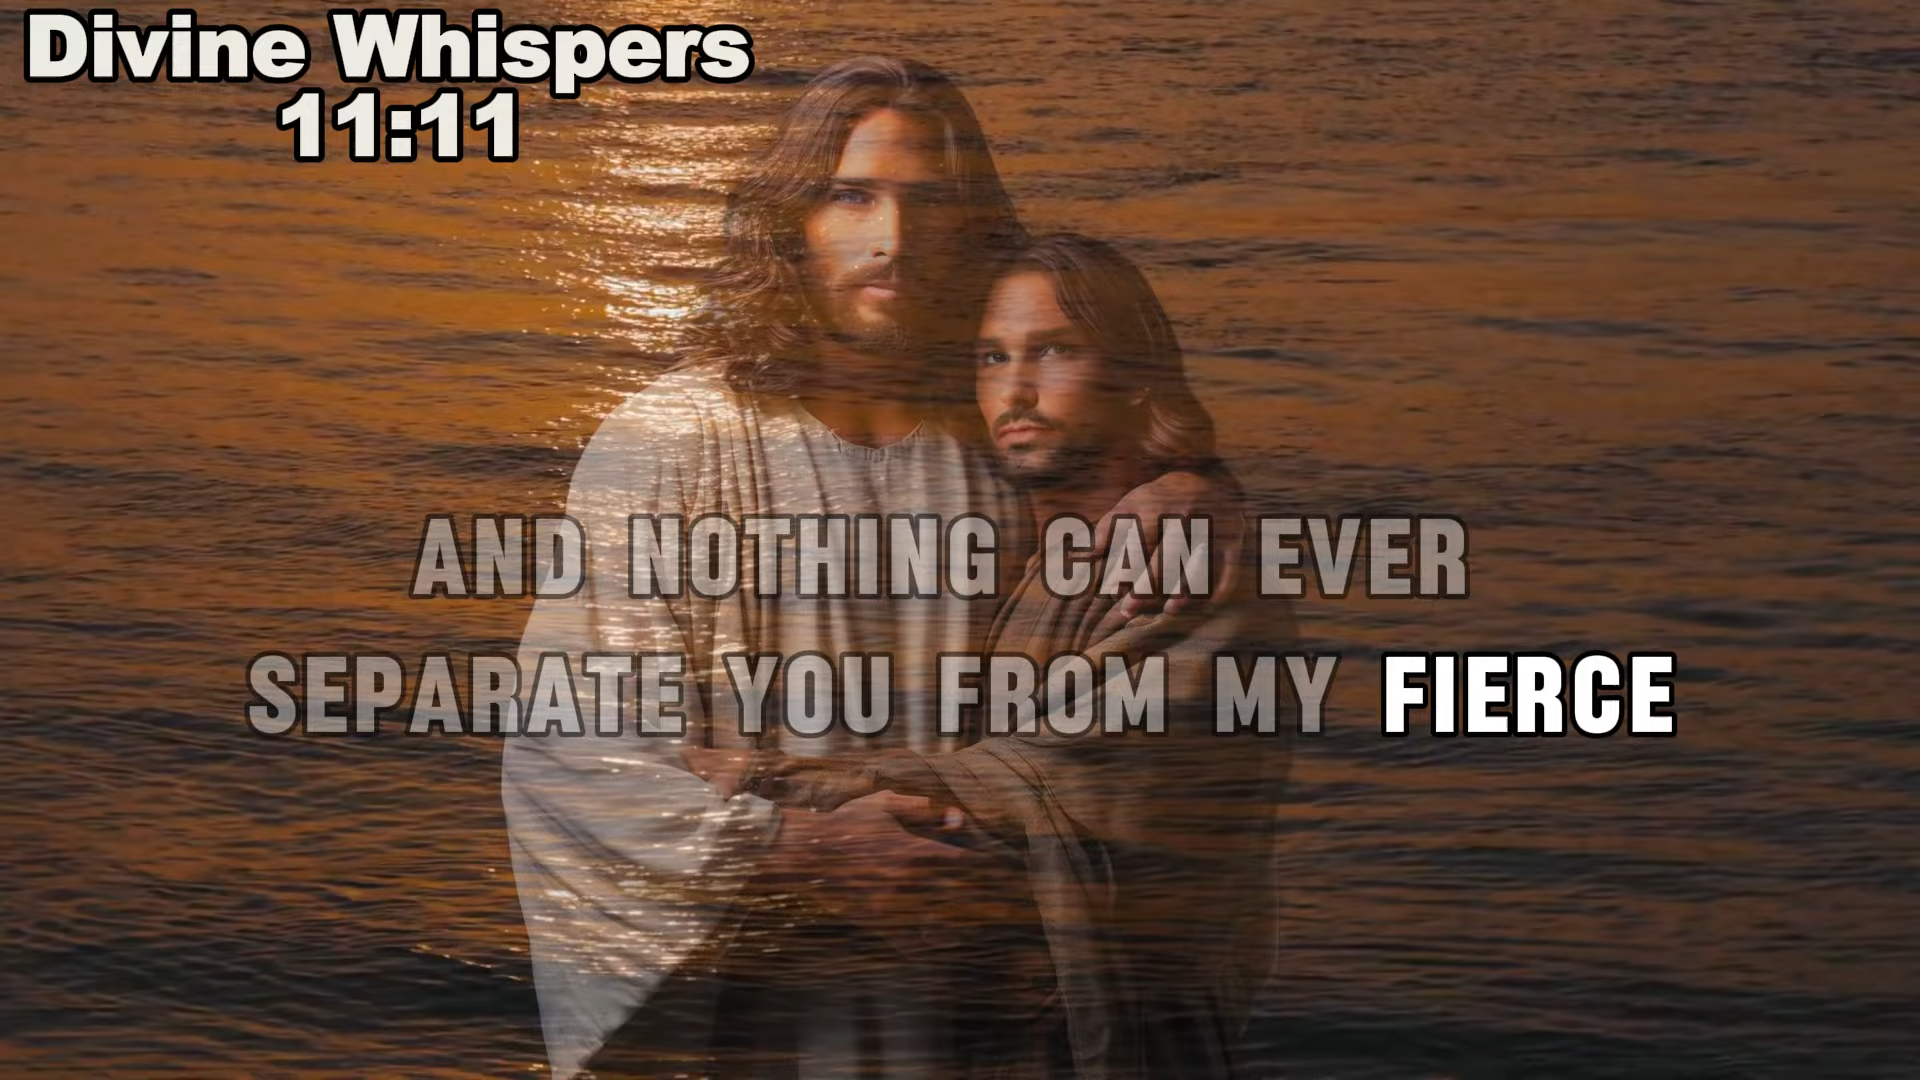 Divine Whispers
11:11
AND NOTHING CAN EVER
SEPARATE YOU FROM MY FIERCE